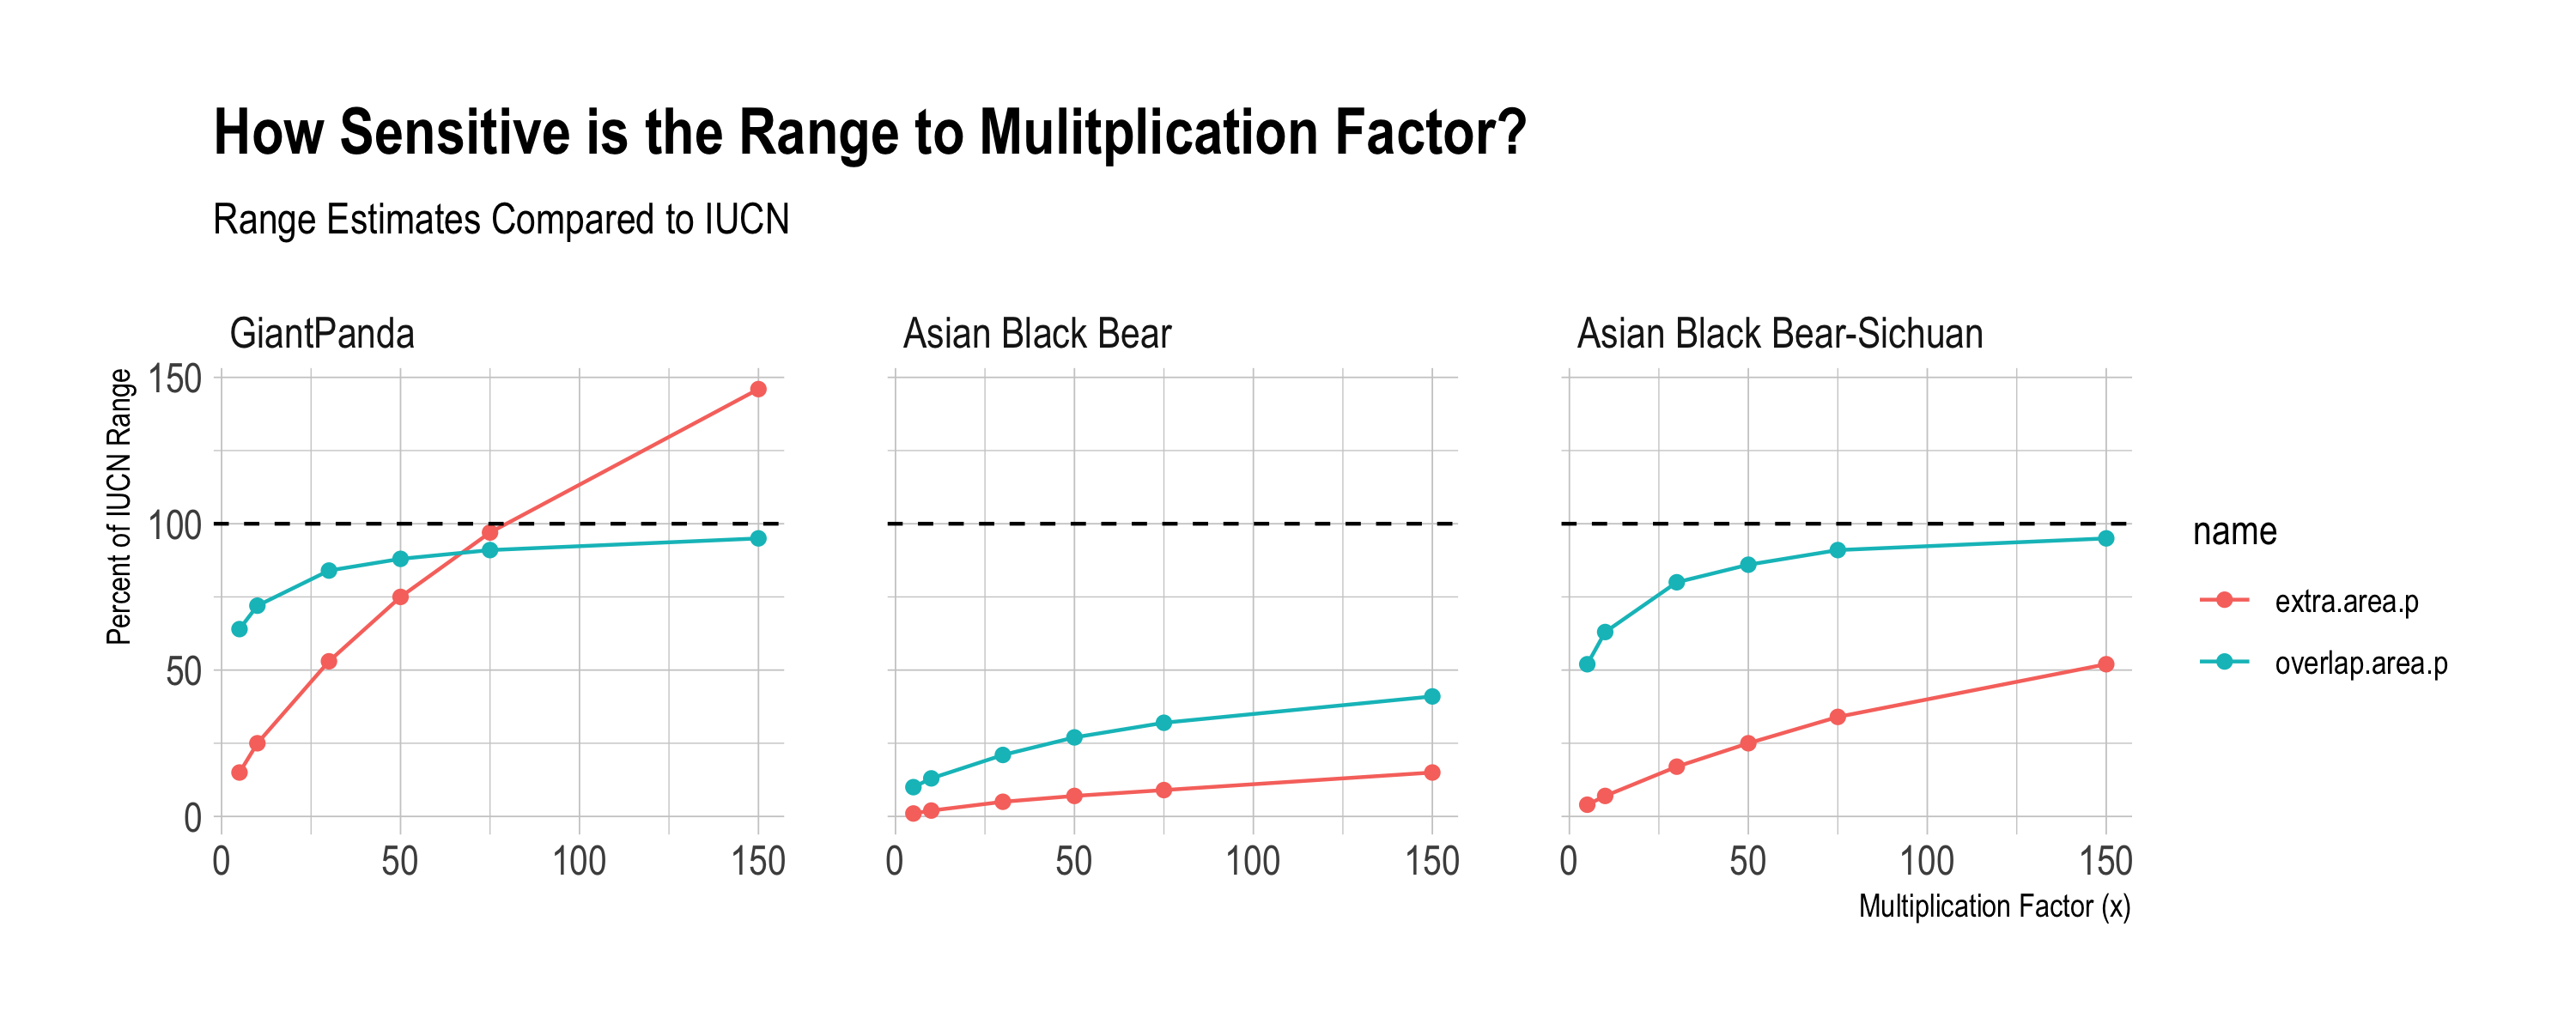 How Sensitive is the Range to Mulitplication Factor?
Range Estimates Compared to IUCN
GiantPanda
Asian Black Bear
Asian Black Bear-Sichuan
Percent of IUCN Range
150
100
50
0
0 50 100 150
0 50 100 150
0 50 100 150
Multiplication Factor (x)
name
extra.area.p
overlap.area.p